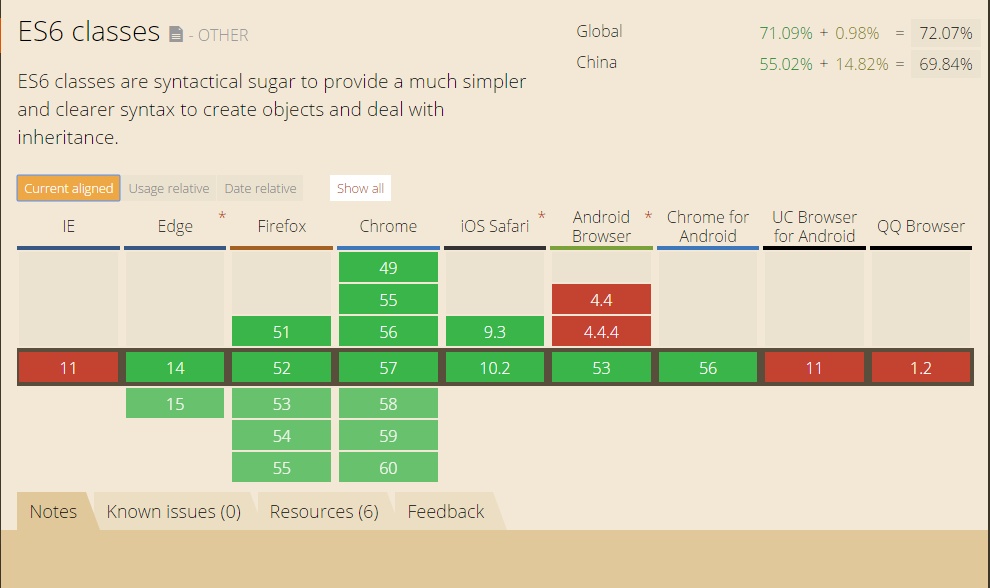 ES6 classes - OTHER
Global 71.09% + 0.98% = 72.07%
China 55.02% + 14.82% = 69.84%
ES6 classes are syntactical sugar to provide a much simpler
and clearer syntax to create objects and deal with
inheritance.
Current aligned Usage relative Date relative Show all
IE Edge * Firefox Chrome iOS Safari * Android Browser * Chrome for Android UC Browser for Android QQ Browser
49
55 4.4
51 56 9.3 4.4.4
11 14 52 57 10.2 53 56 11 1.2
15 53 58
54 59
55 60
Notes Known issues (0) Resources (6) Feedback